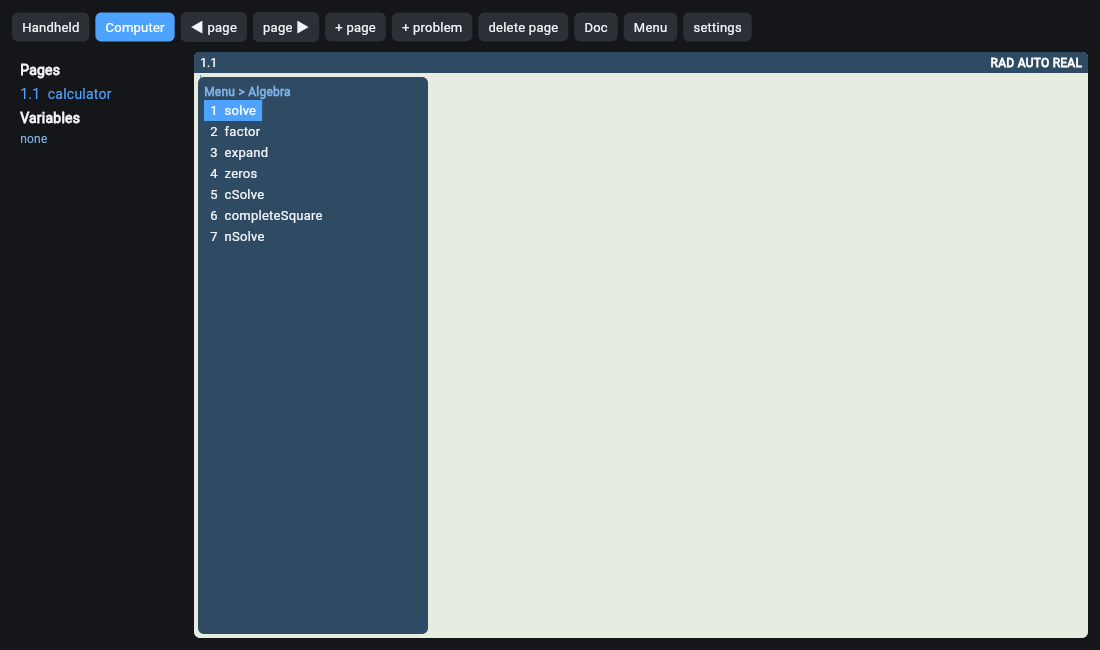 Handheld Computer ◀ page page ▶ + page + problem delete page Doc Menu settings
Pages
1.1 calculator
Variables
none
1.1 RAD AUTO REAL
Menu > Algebra
1 solve
2 factor
3 expand
4 zeros
5 cSolve
6 completeSquare
7 nSolve